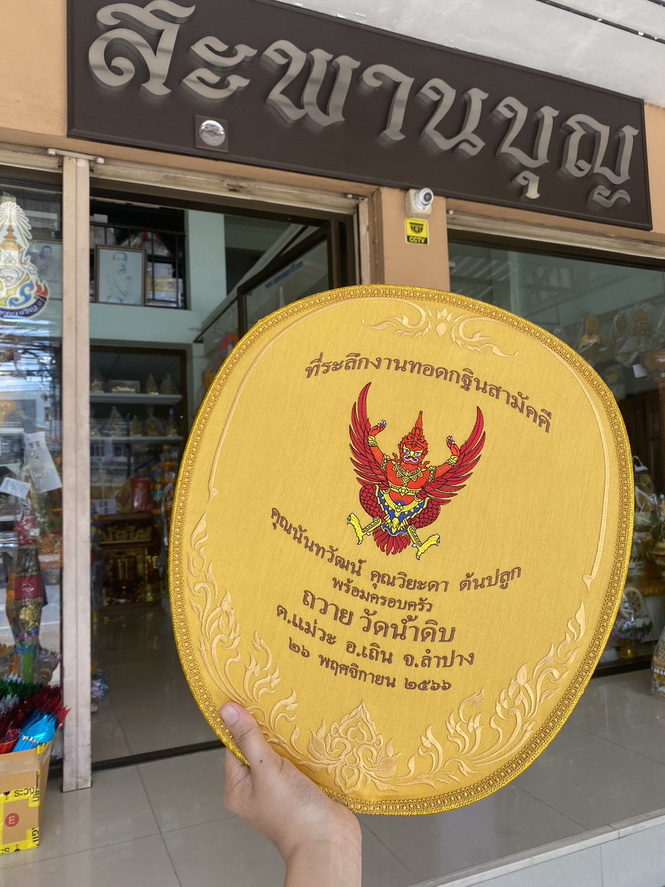 สะพานบุญ
CCTV
ที่ระลึกงานทอดกฐินสามัคคี
คุณนันทวัฒน์ คุณวิยะดา ต้นปลูก
พร้อมครอบครัว
ถวาย วัดน้ำดิบ
ต.แม่วะ อ.เถิน จ.ลำปาง
๒๖ พฤศจิกายน ๒๕๖๖